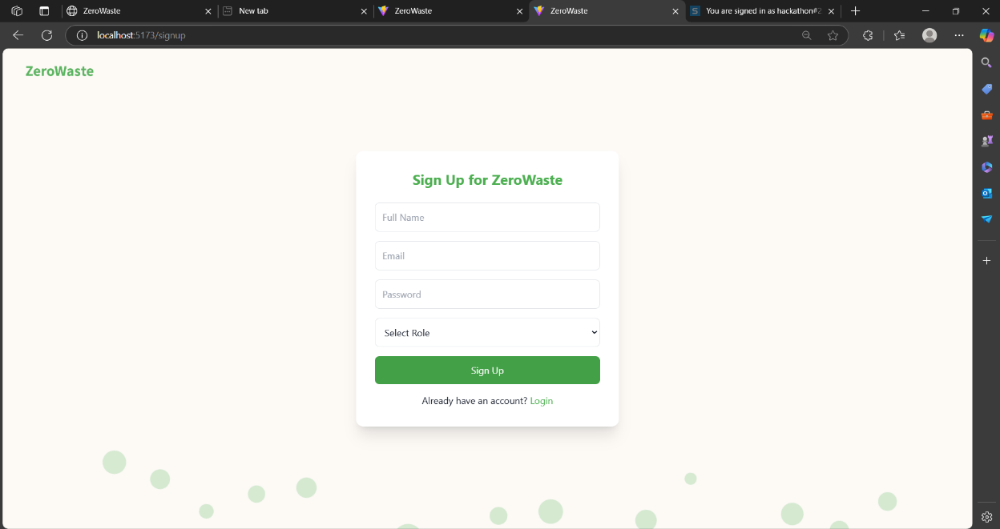 ZeroWaste
New tab
ZeroWaste
ZeroWaste
You are signed in as hackathon#2
localhost:5173/signup
ZeroWaste
Sign Up for ZeroWaste
Full Name
Email
Password
Select Role
Sign Up
Already have an account? Login